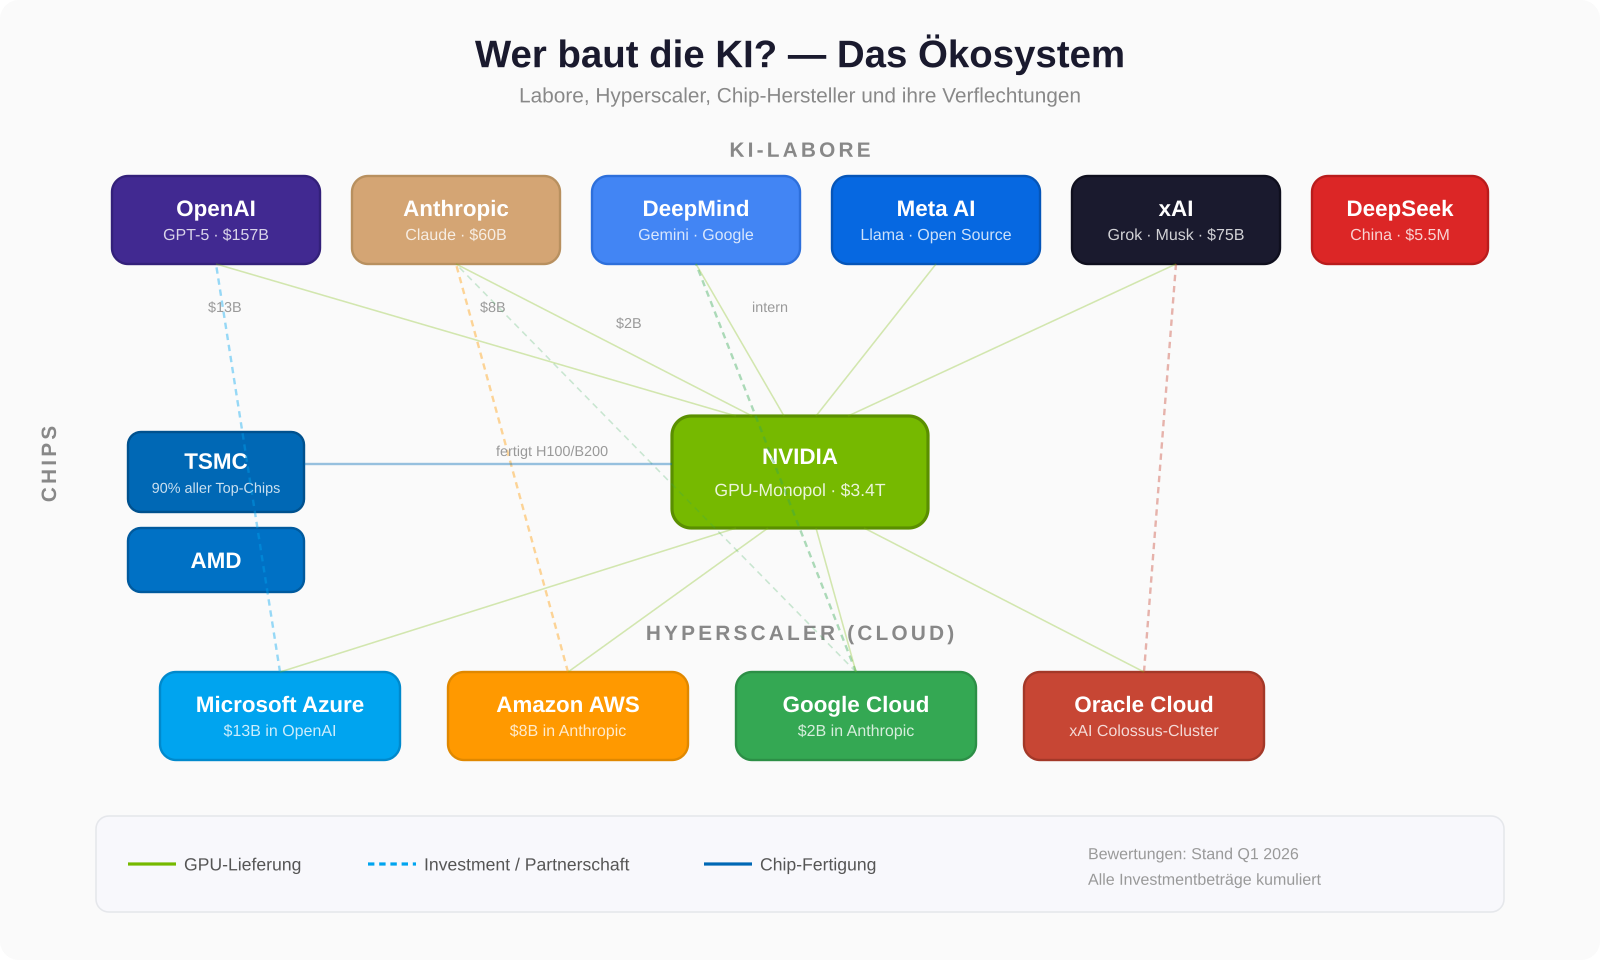 Wer baut die KI? — Das Ökosystem
Labore, Hyperscaler, Chip-Hersteller und ihre Verflechtungen
KI-LABORE
OpenAI
GPT-5 · $157B
Anthropic
Claude · $60B
DeepMind
Gemini · Google
Meta AI
Llama · Open Source
xAI
Grok · Musk · $75B
DeepSeek
China · $5.5M
$13B
$8B
$2B
intern
CHIPS
TSMC
90% aller Top-Chips
AMD
fertigt H100/B200
NVIDIA
GPU-Monopol · $3.4T
HYPERSCALER (CLOUD)
Microsoft Azure
$13B in OpenAI
Amazon AWS
$8B in Anthropic
Google Cloud
$2B in Anthropic
Oracle Cloud
xAI Colossus-Cluster
GPU-Lieferung
Investment / Partnerschaft
Chip-Fertigung
Bewertungen: Stand Q1 2026
Alle Investmentbeträge kumuliert